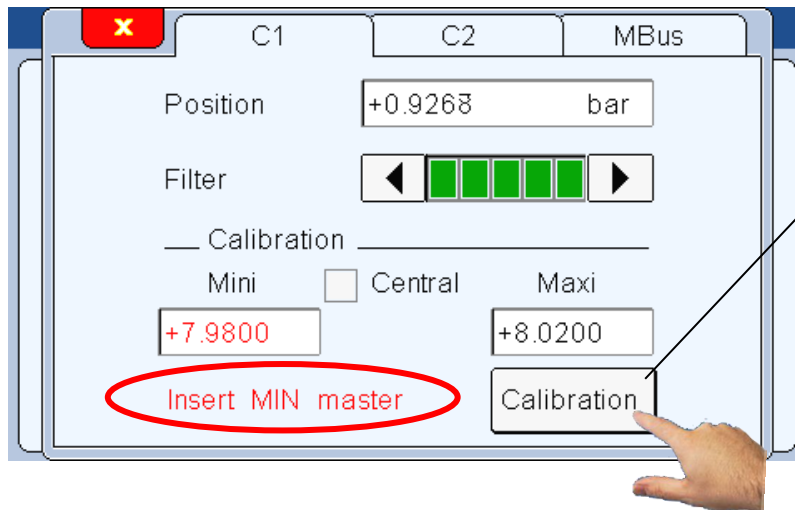 x
C1 C2 MBus
Position +0.9268 bar
Filter
Calibration
Mini Central Maxi
+7.9800 +8.0200
Insert MIN master Calibration